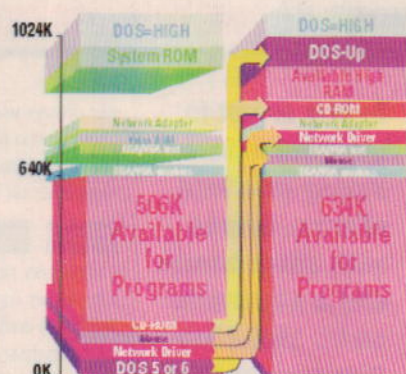 1024K
DOS=HIGH
System ROM
Network Adapter
640K
506K
Available
for
Programs
CD-ROM
Mouse
Network Driver
DOS 5 or 6
0K
DOS=HIGH
DOS-Up
Available High
RAM
CD-ROM
Network Adapter
Network Driver
Mouse
634K
Available
for
Programs